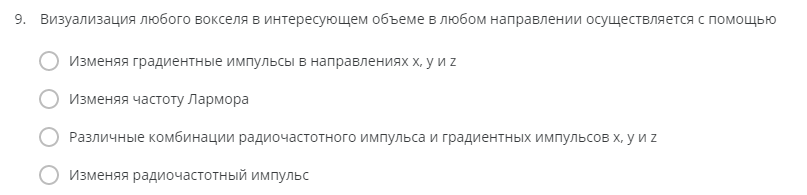 9. Визуализация любого вокселя в интересующем объеме в любом направлении осуществляется с помощью
Изменяя градиентные импульсы в направлениях x, y и z
Изменяя частоту Лармора
Различные комбинации радиочастотного импульса и градиентных импульсов x, y и z
Изменяя радиочастотный импульс